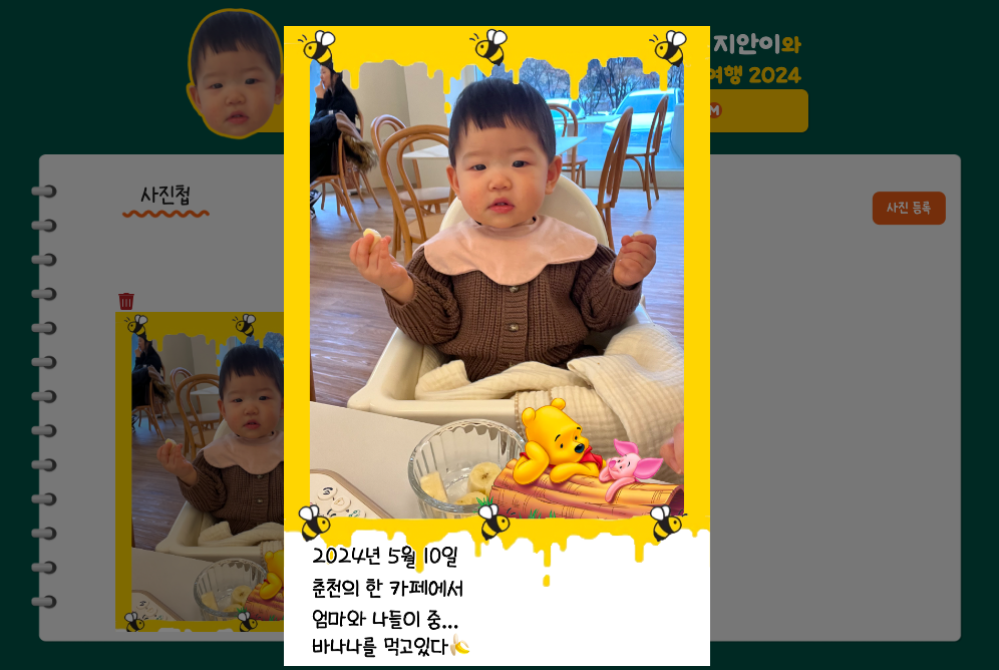 지안이와
여행 2024
M
사진첩
사진 등록
2024년 5월 10일
춘천의 한 카페에서
엄마와 나들이 중...
바나나를 먹고있다🍌